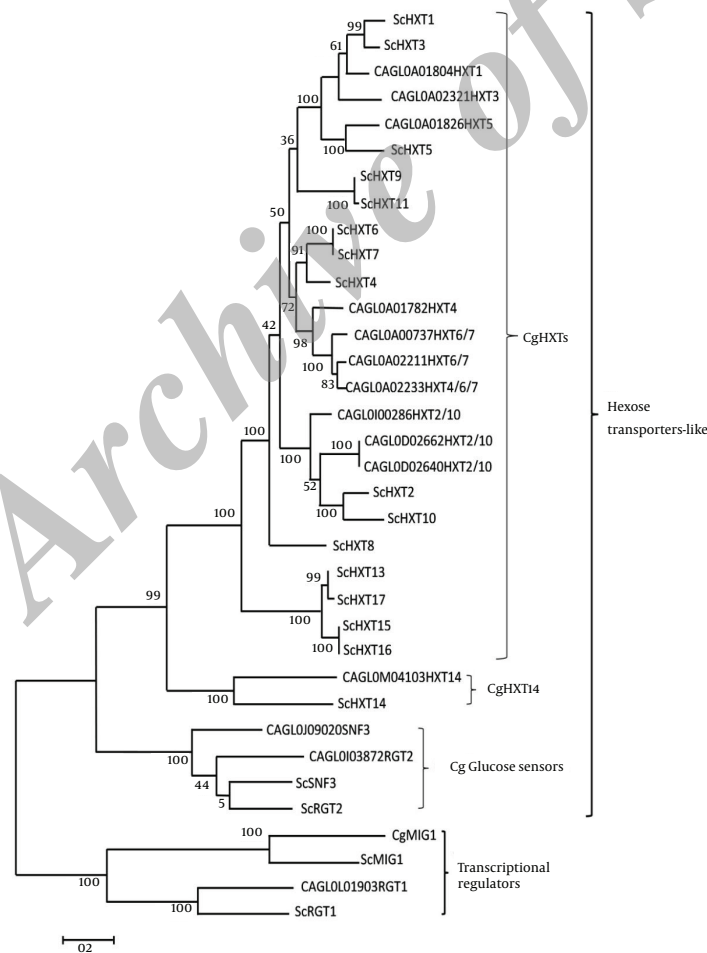 ScHXT1
99
ScHXT3
61
CAGL0A01804HXT1
CAGL0A02321HXT3
100
CAGL0A01826HXT5
100
ScHXT5
36
ScHXT9
100
ScHXT11
50
ScHXT6
100
ScHXT7
91
ScHXT4
72
CAGL0A01782HXT4
98
CAGL0A00737HXT6/7
100
CAGL0A02211HXT6/7
83
CAGL0A02233HXT4/6/7
42
CgHXTs
CAGL0I00286HXT2/10
100
100
CAGL0D02662HXT2/10
CAGL0D02640HXT2/10
52
ScHXT2
100
ScHXT10
100
ScHXT8
Hexose
transporters-like
100
99
ScHXT13
ScHXT17
100
ScHXT15
100
ScHXT16
99
CAGL0M04103HXT14
100
ScHXT14
CgHXT14
CAGL0J09020SNF3
100
CAGL0I03872RGT2
44
ScSNF3
5
ScRGT2
Cg Glucose sensors
100
CgMIG1
ScMIG1
100
CAGL0L01903RGT1
100
ScRGT1
Transcriptional
regulators
02
Archive of